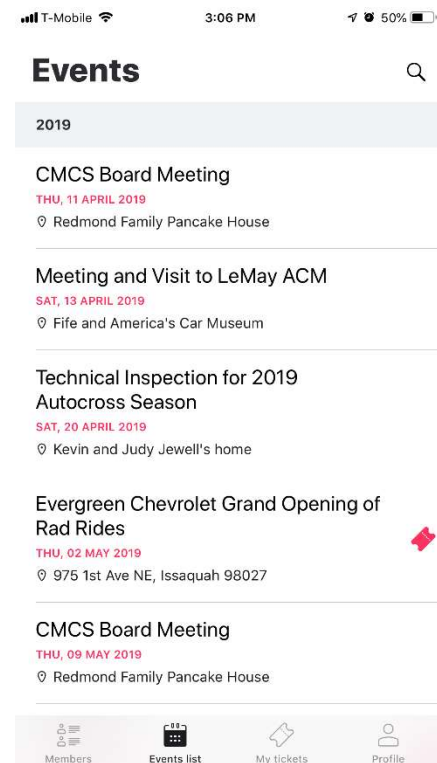 T-Mobile 3:06 PM 50%
Events
2019
CMCS Board Meeting
THU, 11 APRIL 2019
Redmond Family Pancake House
Meeting and Visit to LeMay ACM
SAT, 13 APRIL 2019
Fife and America's Car Museum
Technical Inspection for 2019
Autocross Season
SAT, 20 APRIL 2019
Kevin and Judy Jewell's home
Evergreen Chevrolet Grand Opening of
Rad Rides
THU, 02 MAY 2019
975 1st Ave NE, Issaquah 98027
CMCS Board Meeting
THU, 09 MAY 2019
Redmond Family Pancake House
Members Events list My tickets Profile